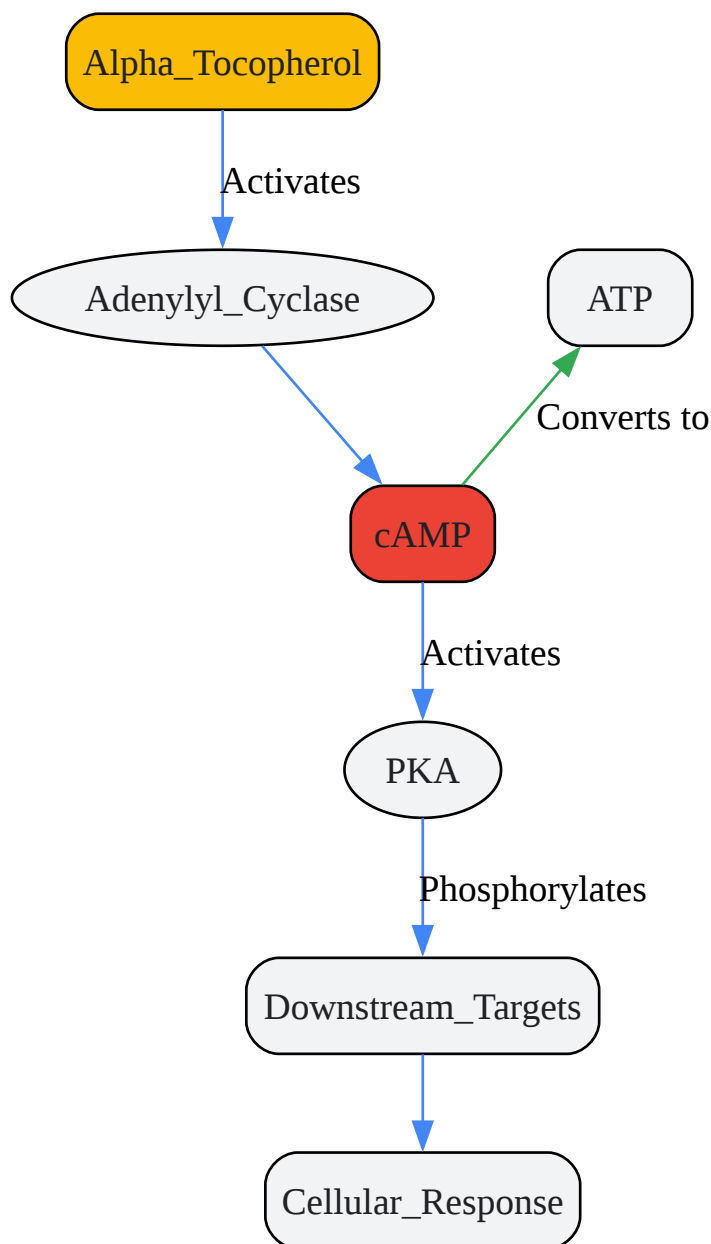 Alpha_Tocopherol
Activates
Adenylyl_Cyclase
ATP
Converts to
cAMP
Activates
PKA
Phosphorylates
Downstream_Targets
Cellular_Response